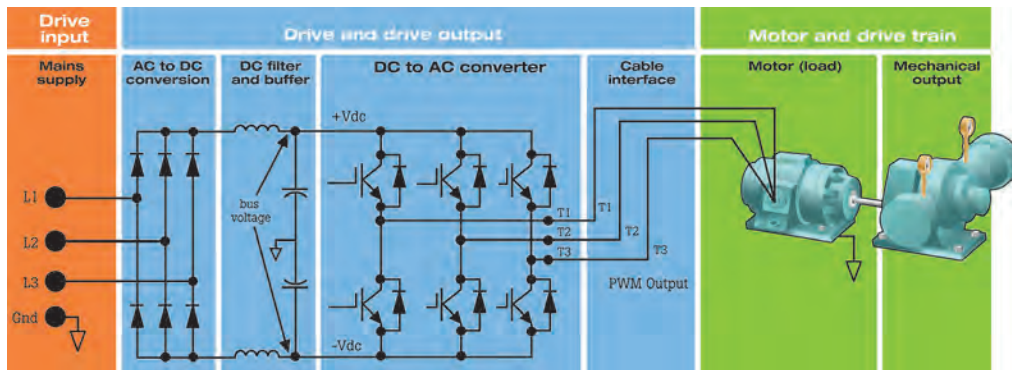 Drive
input
Drive and drive output
Motor and drive train
Mains
supply
AC to DC
conversion
DC filter
and buffer
DC to AC converter
Cable
interface
Motor (load)
Mechanical
output
L1
L2
L3
Gnd
bus
voltage
+Vdc
-Vdc
T1
T2
T3
T1
T2
T3
PWM Output